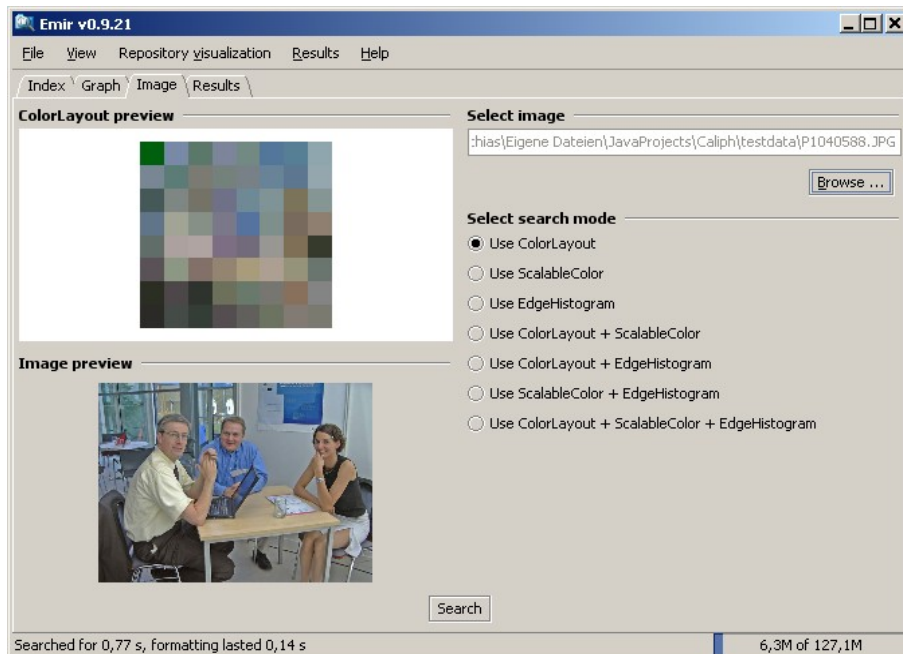 Emir v0.9.21
File View Repository visualization Results Help
Index Graph Image Results
ColorLayout preview
Select image
:hias\Eigene Dateien\JavaProjects\Caliph\testdata\P1040588.JPG
Browse ...
Select search mode
Use ColorLayout
Use ScalableColor
Use EdgeHistogram
Use ColorLayout + ScalableColor
Use ColorLayout + EdgeHistogram
Use ScalableColor + EdgeHistogram
Use ColorLayout + ScalableColor + EdgeHistogram
Image preview
Search
Searched for 0,77 s, formatting lasted 0,14 s
6,3M of 127,1M